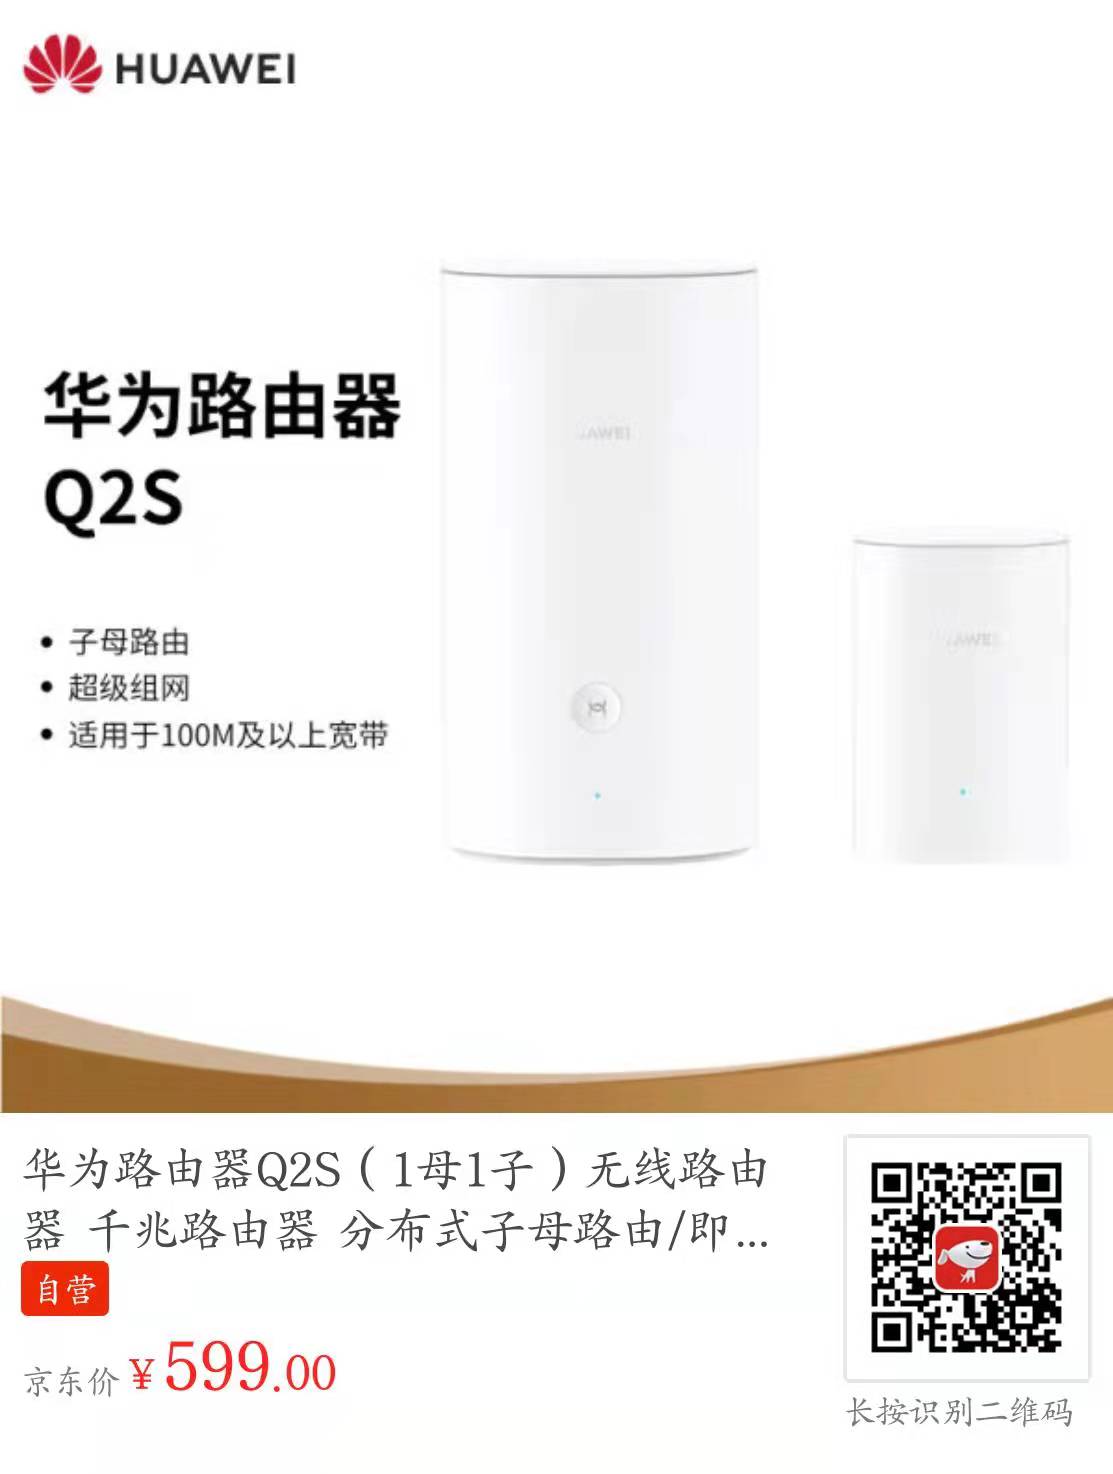 HUAWEI
华为路由器
Q2S
• 子母路由
• 超级组网
• 适用于100M及以上宽带
AWEI
AWEI
华为路由器Q2S（1母1子）无线路由
器 千兆路由器 分布式子母路由/即...
自营
京东价 ¥599.00
长按识别二维码